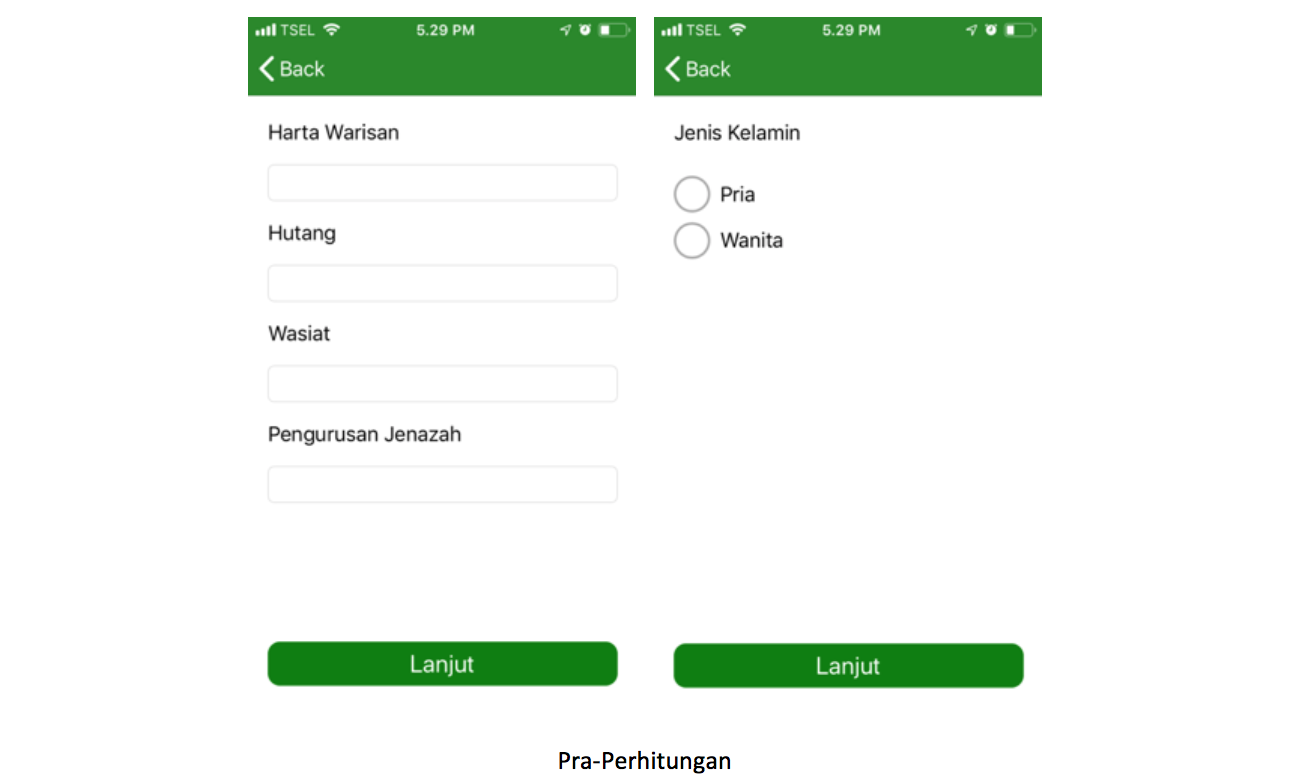 TSEL 5.29 PM
Back
Harta Warisan
Hutang
Wasiat
Pengurusan Jenazah
Lanjut
TSEL 5.29 PM
Back
Jenis Kelamin
Pria
Wanita
Lanjut
Pra-Perhitungan